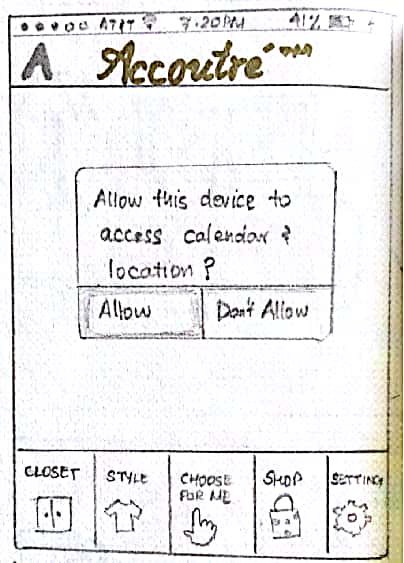 AT&T 7:20PM 41%
A Accoutré
Allow this device to
access calendar &
location?
Allow Don't Allow
CLOSET STYLE CHOOSE FOR ME SHOP SETTING